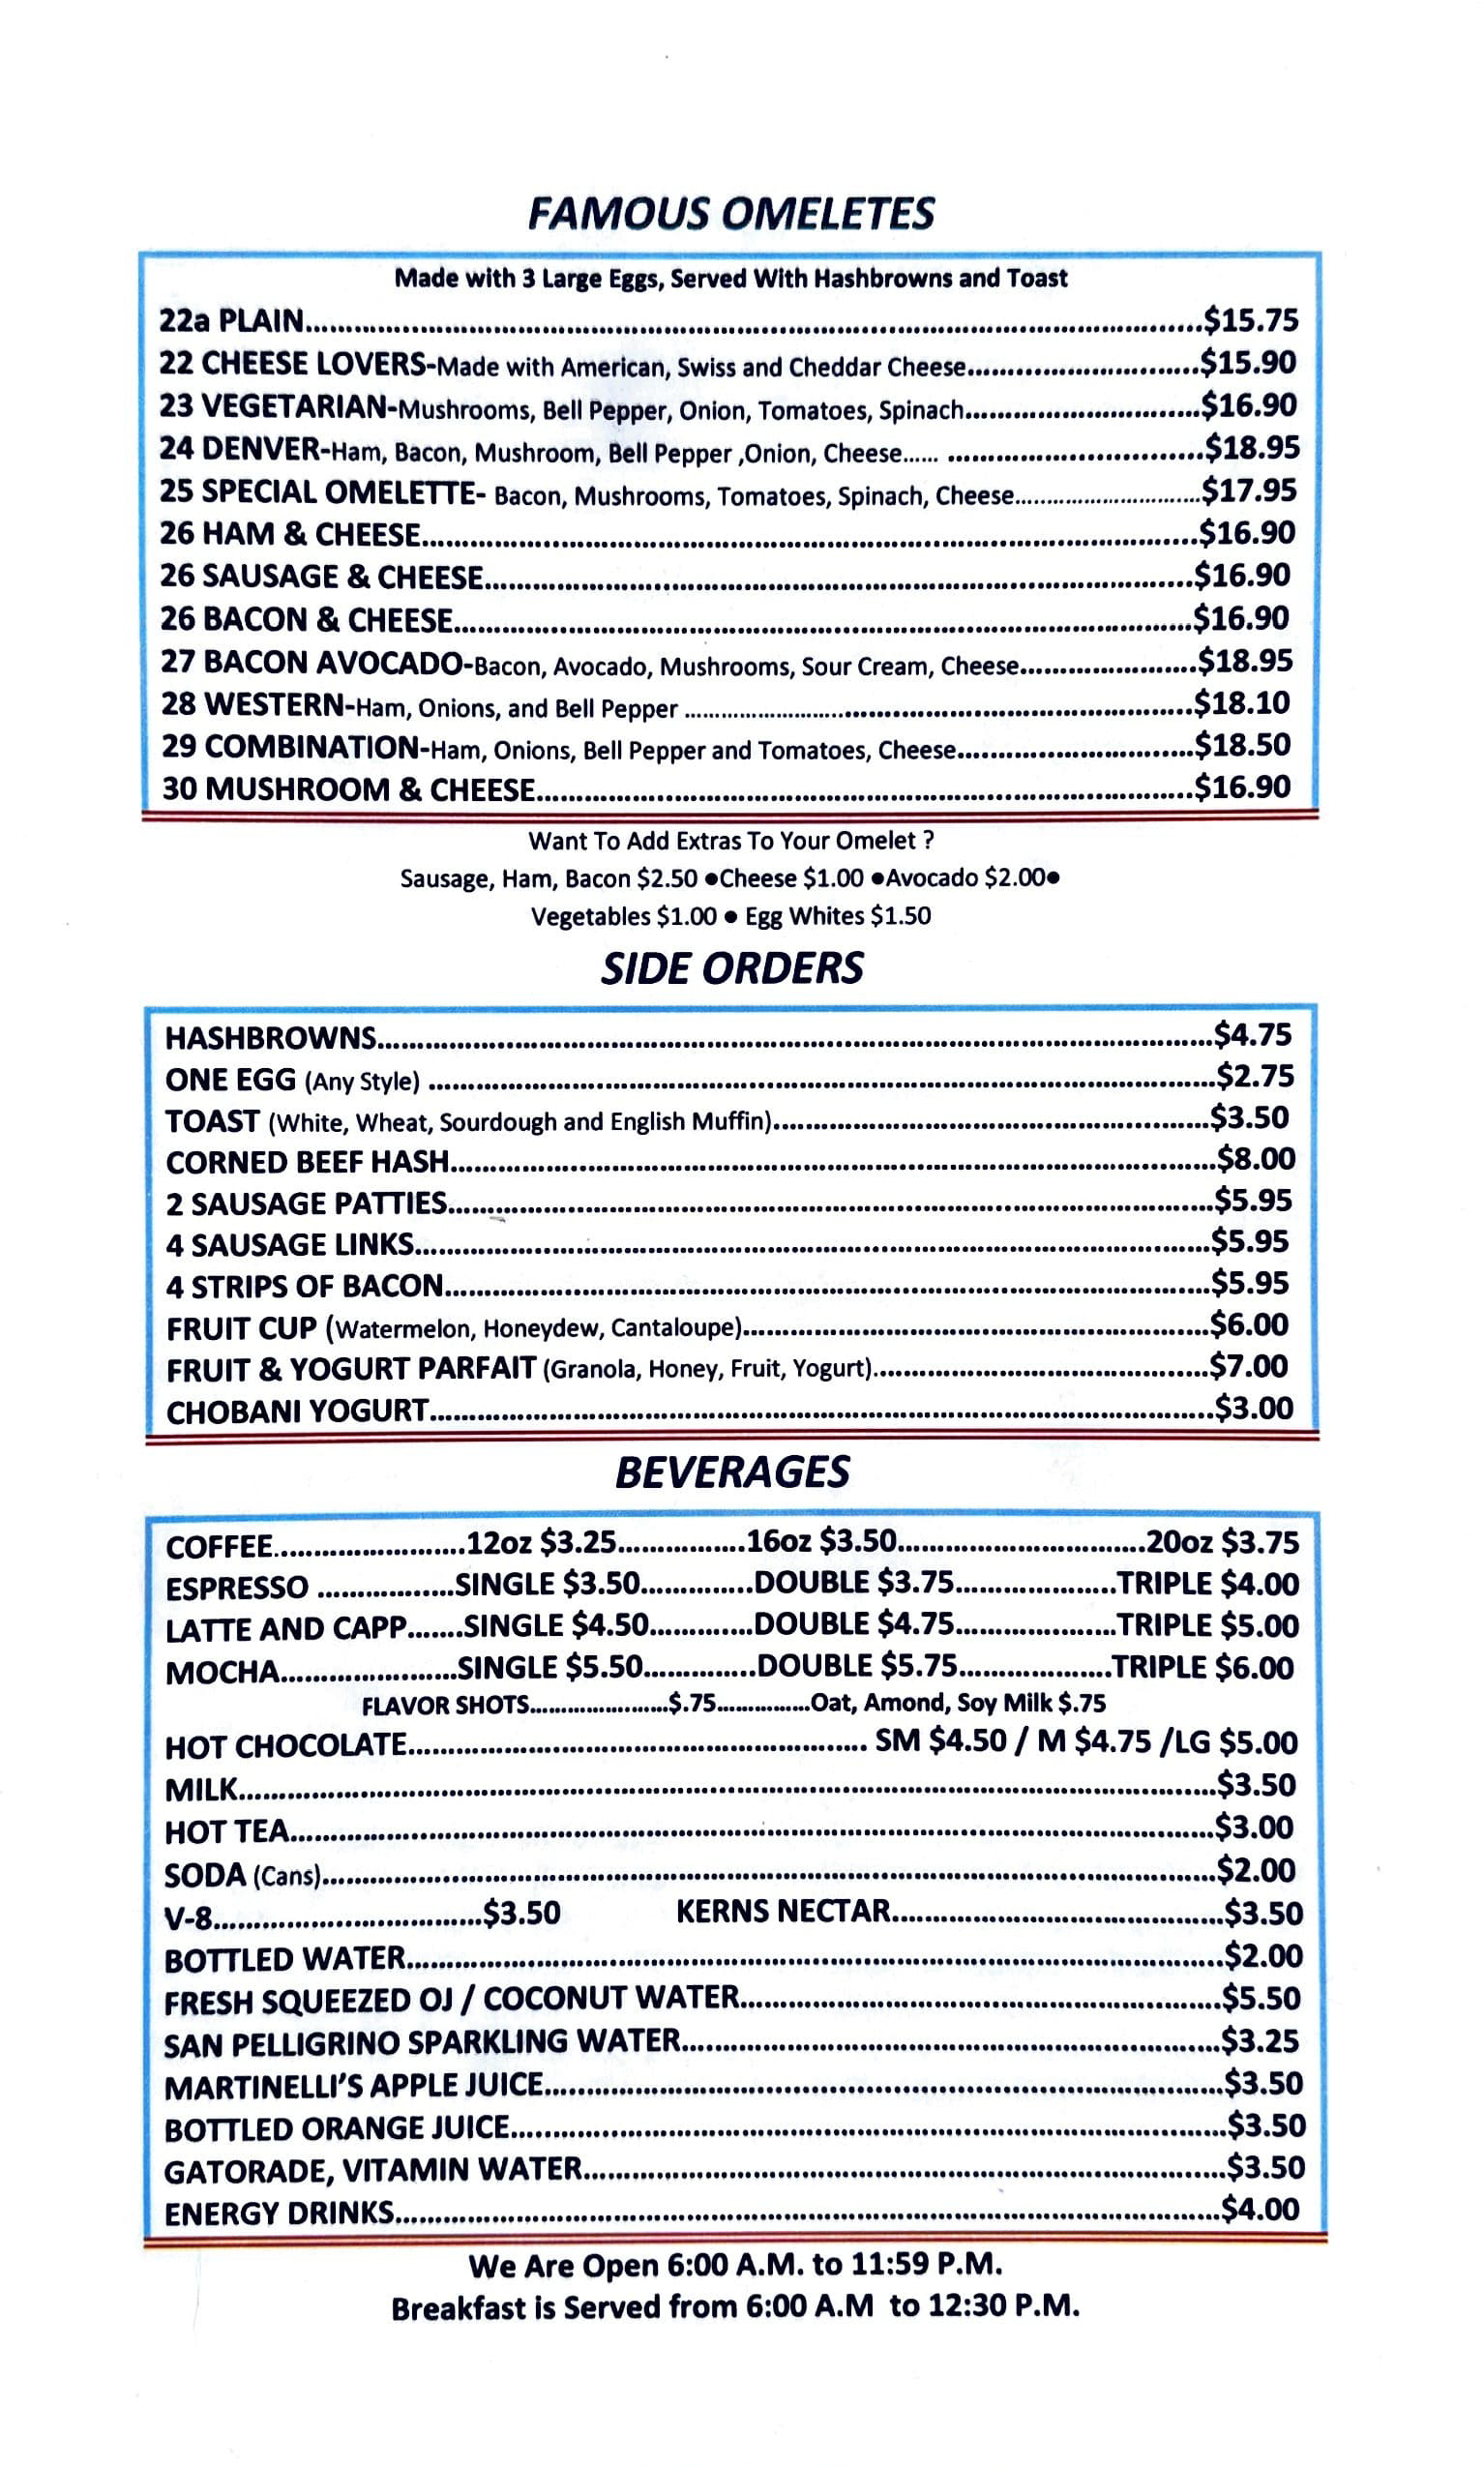 FAMOUS OMELETES
Made with 3 Large Eggs, Served With Hashbrowns and Toast
22a PLAIN.....$15.75
22 CHEESE LOVERS-Made with American, Swiss and Cheddar Cheese.....$15.90
23 VEGETARIAN-Mushrooms, Bell Pepper, Onion, Tomatoes, Spinach.....$16.90
24 DENVER-Ham, Bacon, Mushroom, Bell Pepper ,Onion, Cheese...... .....$18.95
25 SPECIAL OMELETTE- Bacon, Mushrooms, Tomatoes, Spinach, Cheese.....$17.95
26 HAM & CHEESE.....$16.90
26 SAUSAGE & CHEESE.....$16.90
26 BACON & CHEESE.....$16.90
27 BACON AVOCADO-Bacon, Avocado, Mushrooms, Sour Cream, Cheese.....$18.95
28 WESTERN-Ham, Onions, and Bell Pepper .....$18.10
29 COMBINATION-Ham, Onions, Bell Pepper and Tomatoes, Cheese.....$18.50
30 MUSHROOM & CHEESE.....$16.90
Want To Add Extras To Your Omelet ?
Sausage, Ham, Bacon $2.50 ●Cheese $1.00 ●Avocado $2.00●
Vegetables $1.00 ● Egg Whites $1.50
SIDE ORDERS
HASHBROWNS.....$4.75
ONE EGG (Any Style) .....$2.75
TOAST (White, Wheat, Sourdough and English Muffin).....$3.50
CORNED BEEF HASH.....$8.00
2 SAUSAGE PATTIES.....$5.95
4 SAUSAGE LINKS.....$5.95
4 STRIPS OF BACON.....$5.95
FRUIT CUP (Watermelon, Honeydew, Cantaloupe).....$6.00
FRUIT & YOGURT PARFAIT (Granola, Honey, Fruit, Yogurt).....$7.00
CHOBANI YOGURT.....$3.00
BEVERAGES
COFFEE.....12oz $3.25.....16oz $3.50.....20oz $3.75
ESPRESSO .....SINGLE $3.50.....DOUBLE $3.75.....TRIPLE $4.00
LATTE AND CAPP.....SINGLE $4.50.....DOUBLE $4.75.....TRIPLE $5.00
MOCHA.....SINGLE $5.50.....DOUBLE $5.75.....TRIPLE $6.00
FLAVOR SHOTS.....$.75.....Oat, Amond, Soy Milk $.75
HOT CHOCOLATE..... SM $4.50 / M $4.75 /LG $5.00
MILK.....$3.50
HOT TEA.....$3.00
SODA (Cans).....$2.00
V-8.....$3.50 KERNS NECTAR.....$3.50
BOTTLED WATER.....$2.00
FRESH SQUEEZED OJ / COCONUT WATER.....$5.50
SAN PELLIGRINO SPARKLING WATER.....$3.25
MARTINELLI'S APPLE JUICE.....$3.50
BOTTLED ORANGE JUICE.....$3.50
GATORADE, VITAMIN WATER.....$3.50
ENERGY DRINKS.....$4.00
We Are Open 6:00 A.M. to 11:59 P.M.
Breakfast is Served from 6:00 A.M to 12:30 P.M.